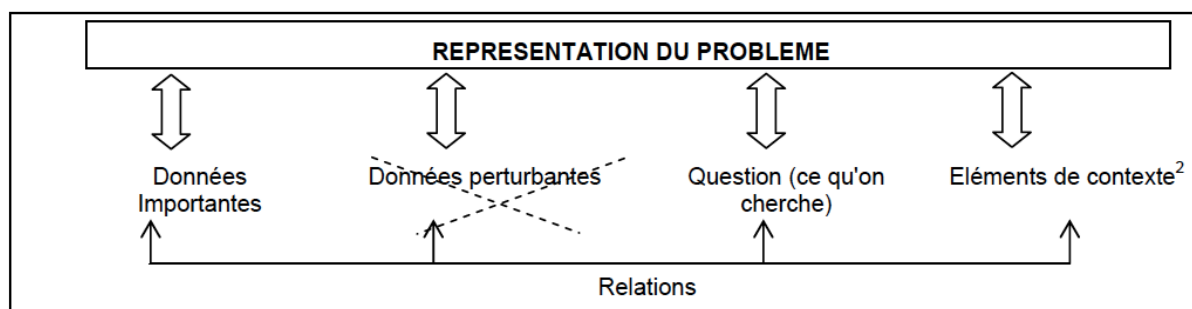 REPRESENTATION DU PROBLEME
Données
Importantes
Données perturbantes
Question (ce qu'on
cherche)
Eléments de contexte²
Relations